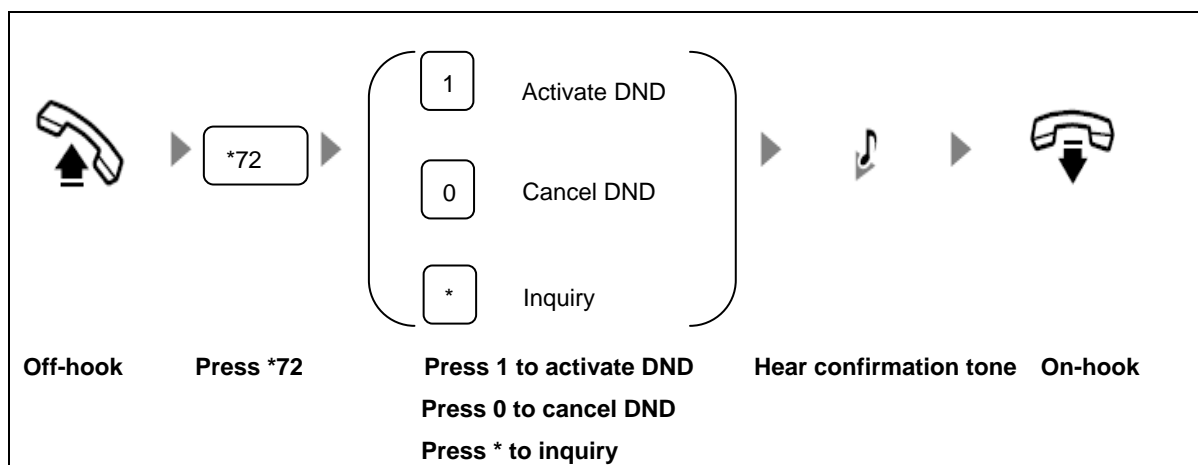 1 Activate DND
*72
0 Cancel DND
* Inquiry
Off-hook Press *72 Press 1 to activate DND Hear confirmation tone On-hook
Press 0 to cancel DND
Press * to inquiry